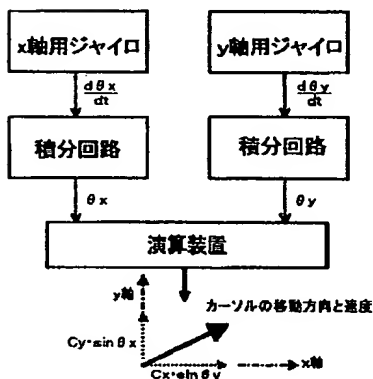 x軸用ジャイロ
y軸用ジャイロ
dθx
dt
dθy
dt
積分回路
積分回路
θx
θy
演算装置
y軸
カーソルの移動方向と速度
Cy・sinθx
x軸
Cx・sinθy